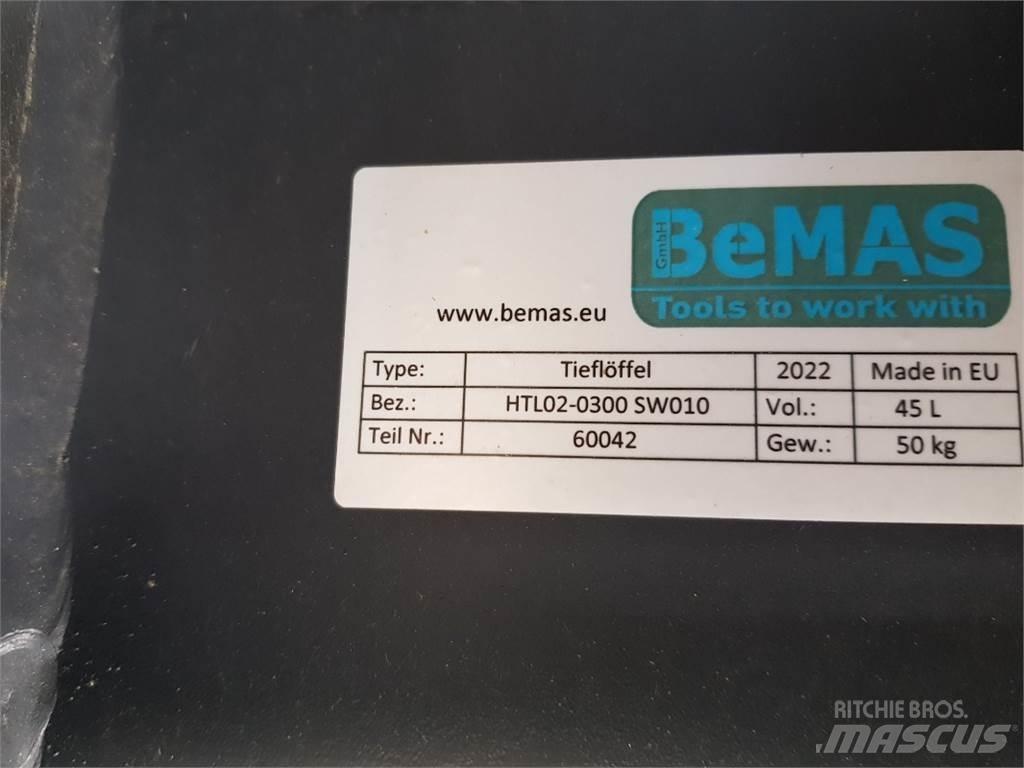 GmbH BeMAS
Tools to work with
www.bemas.eu
Type: Tieflöffel 2022 Made in EU
Bez.: HTL02-0300 SW010 Vol.: 45 L
Teil Nr.: 60042 Gew.: 50 kg
RITCHIE BROS.
MASCUS